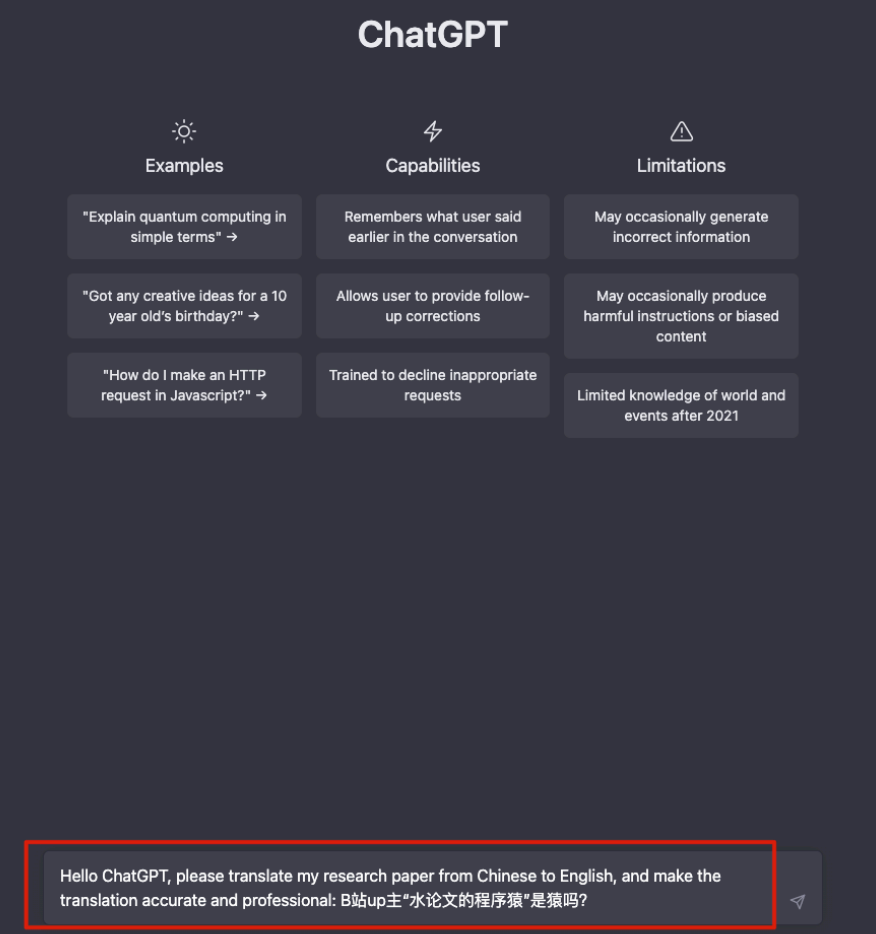 ChatGPT
Examples
"Explain quantum computing in
simple terms" →
"Got any creative ideas for a 10
year old's birthday?" →
"How do I make an HTTP
request in Javascript?" →
Capabilities
Remembers what user said
earlier in the conversation
Allows user to provide follow-
up corrections
Trained to decline inappropriate
requests
Limitations
May occasionally generate
incorrect information
May occasionally produce
harmful instructions or biased
content
Limited knowledge of world and
events after 2021
Hello ChatGPT, please translate my research paper from Chinese to English, and make the
translation accurate and professional: B站up主“水论文的程序猿”是猿吗?